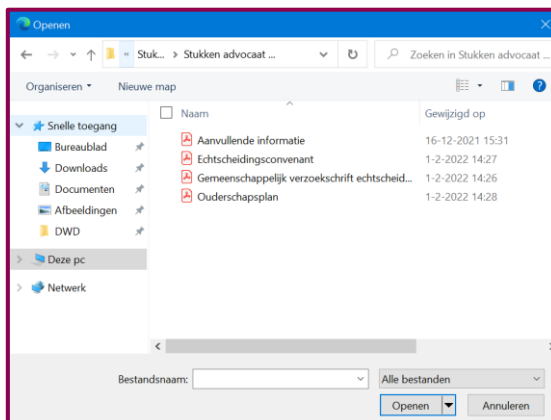 Openen
« Stuk... > Stukken advocaat ...
Zoeken in Stukken advocaat ...
Organiseren
Nieuwe map
Naam
Gewijzigd op
Snelle toegang
Bureaublad
Downloads
Documenten
Afbeeldingen
DWD
Deze pc
Netwerk
Aanvullende informatie 16-12-2021 15:31
Echtscheidingsconvenant 1-2-2022 14:27
Gemeenschappelijk verzoekschrift echtscheid... 1-2-2022 14:26
Ouderschapsplan 1-2-2022 14:28
Bestandsnaam:
Alle bestanden
Openen
Annuleren